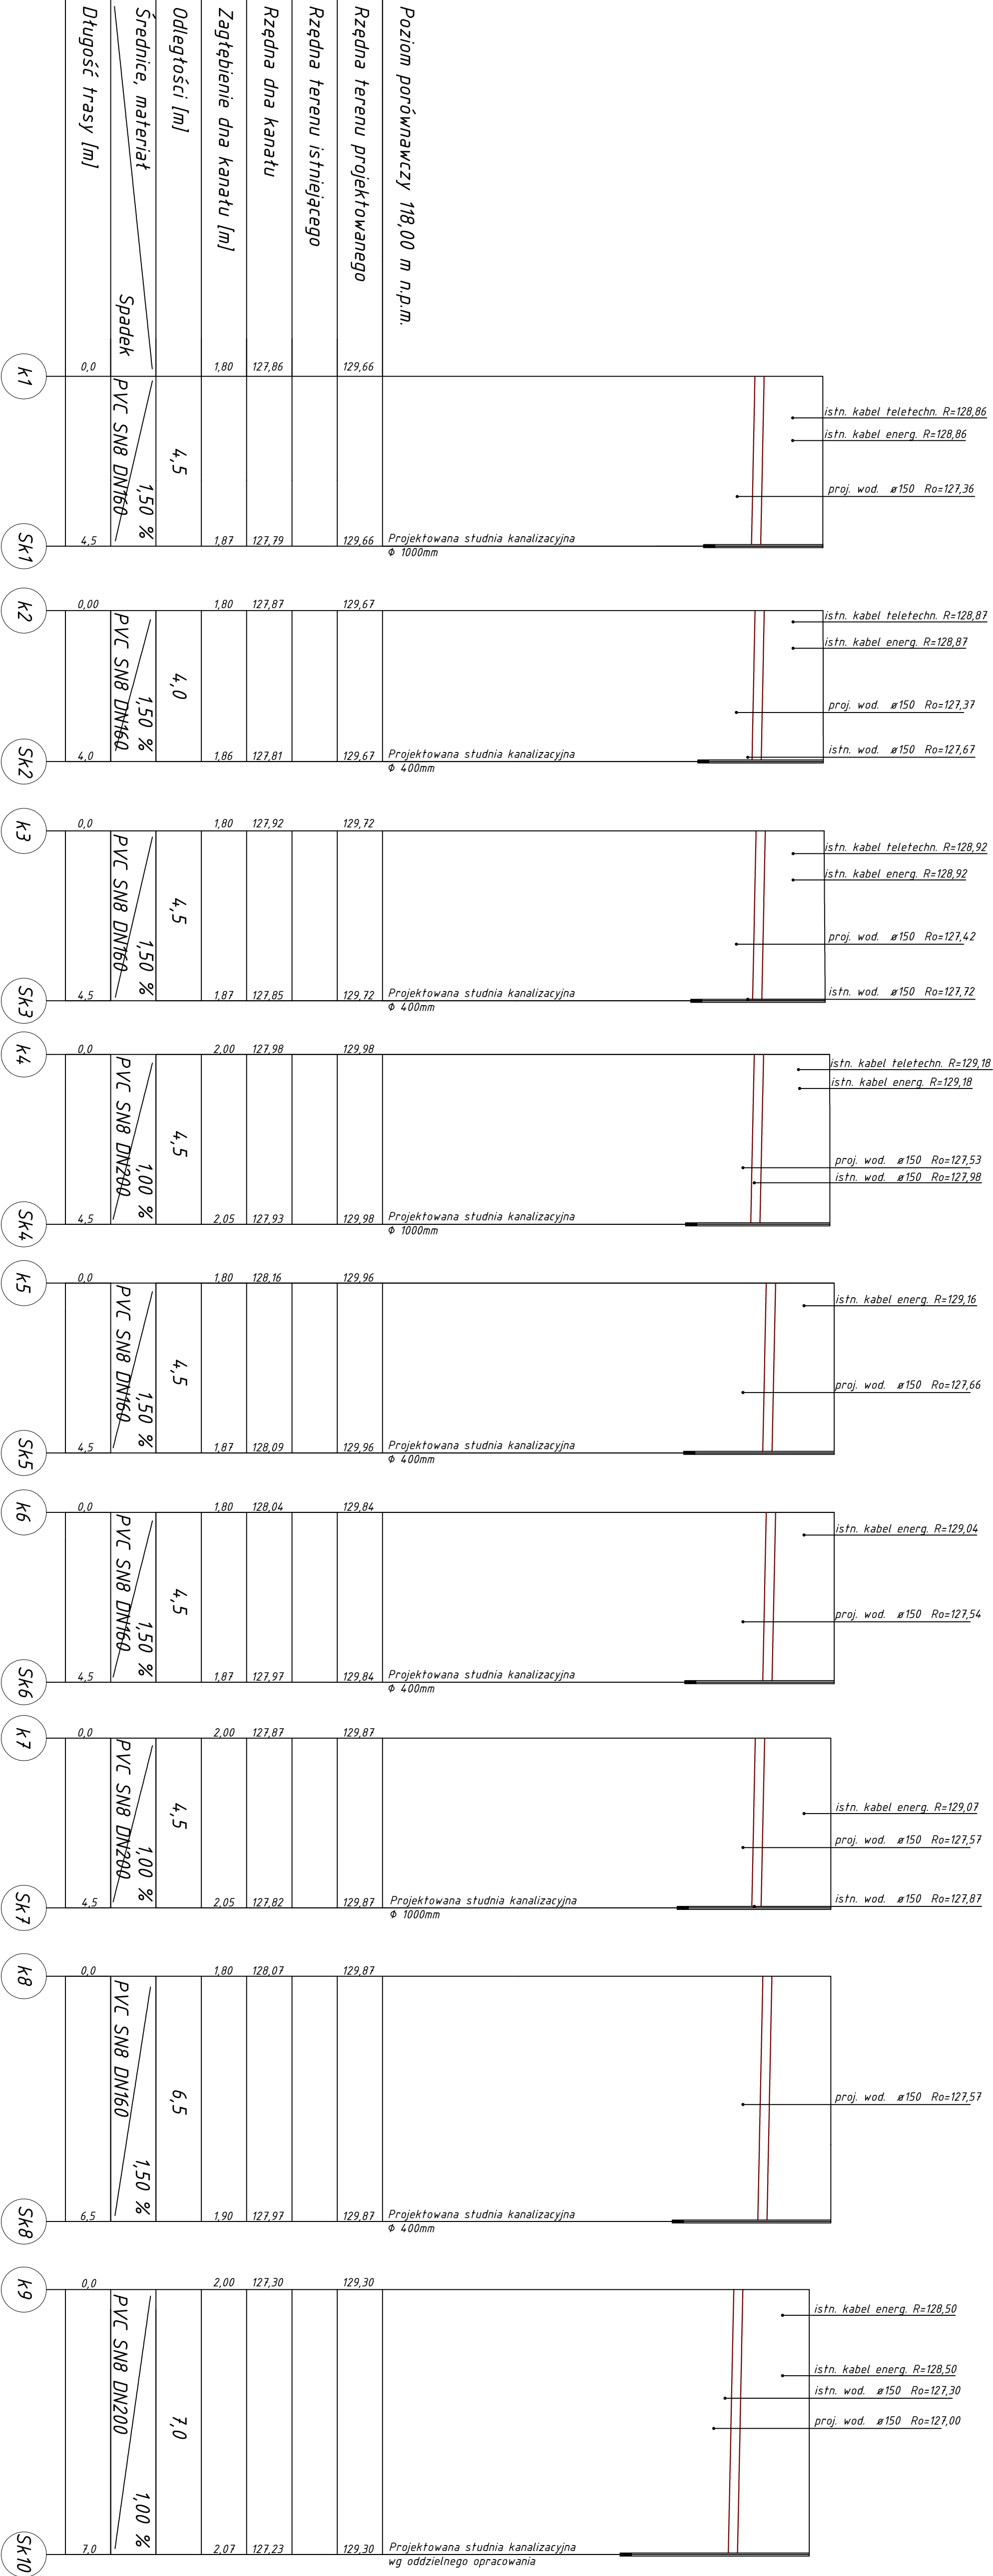 Poziom porównawczy 118,00 m n.p.m.
Rzędna terenu projektowanego
Rzędna terenu istniejącego
Rzędna dna kanału
Zagłębienie dna kanału [m]
Odległości [m]
Średnice, materiał
Spadek
Długość trasy [m]
istn. kabel teletechn. R=128,86
istn. kabel energ. R=128,86
proj. wod. ø150 Ro=127,36
0,0
1,80
127,86
129,66
k1
PVC SN8 DN160
1,50 %
4,5
Projektowana studnia kanalizacyjna
Φ 1000mm
4,5
1,87
127,79
129,66
Sk1
istn. kabel teletechn. R=128,87
istn. kabel energ. R=128,87
proj. wod. ø150 Ro=127,37
istn. wod. ø150 Ro=127,67
0,00
1,80
127,87
129,67
k2
PVC SN8 DN160
1,50 %
4,0
Projektowana studnia kanalizacyjna
Φ 400mm
4,0
1,86
127,81
129,67
Sk2
istn. kabel teletechn. R=128,92
istn. kabel energ. R=128,92
proj. wod. ø150 Ro=127,42
istn. wod. ø150 Ro=127,72
0,0
1,80
127,92
129,72
k3
PVC SN8 DN160
1,50 %
4,5
Projektowana studnia kanalizacyjna
Φ 400mm
4,5
1,87
127,85
129,72
Sk3
istn. kabel teletechn. R=129,18
istn. kabel energ. R=129,18
proj. wod. ø150 Ro=127,53
istn. wod. ø150 Ro=127,98
0,0
2,00
127,98
129,98
k4
PVC SN8 DN200
1,00 %
4,5
Projektowana studnia kanalizacyjna
Φ 1000mm
4,5
2,05
127,93
129,98
Sk4
istn. kabel energ. R=129,16
proj. wod. ø150 Ro=127,66
0,0
1,80
128,16
129,96
k5
PVC SN8 DN160
1,50 %
4,5
Projektowana studnia kanalizacyjna
Φ 400mm
4,5
1,87
128,09
129,96
Sk5
istn. kabel energ. R=129,04
proj. wod. ø150 Ro=127,54
0,0
1,80
128,04
129,84
k6
PVC SN8 DN160
1,50 %
4,5
Projektowana studnia kanalizacyjna
Φ 400mm
4,5
1,87
127,97
129,84
Sk6
istn. kabel energ. R=129,07
proj. wod. ø150 Ro=127,57
istn. wod. ø150 Ro=127,87
0,0
2,00
127,87
129,87
k7
PVC SN8 DN200
1,00 %
4,5
Projektowana studnia kanalizacyjna
Φ 1000mm
4,5
2,05
127,82
129,87
Sk7
proj. wod. ø150 Ro=127,57
0,0
1,80
128,07
129,87
k8
PVC SN8 DN160
1,50 %
6,5
Projektowana studnia kanalizacyjna
Φ 400mm
6,5
1,90
127,97
129,87
Sk8
istn. kabel energ. R=128,50
istn. kabel energ. R=128,50
istn. wod. ø150 Ro=127,30
proj. wod. ø150 Ro=127,00
0,0
2,00
127,30
129,30
k9
PVC SN8 DN200
1,00 %
7,0
Projektowana studnia kanalizacyjna
wg oddzielnego opracowania
7,0
2,07
127,23
129,30
Sk10